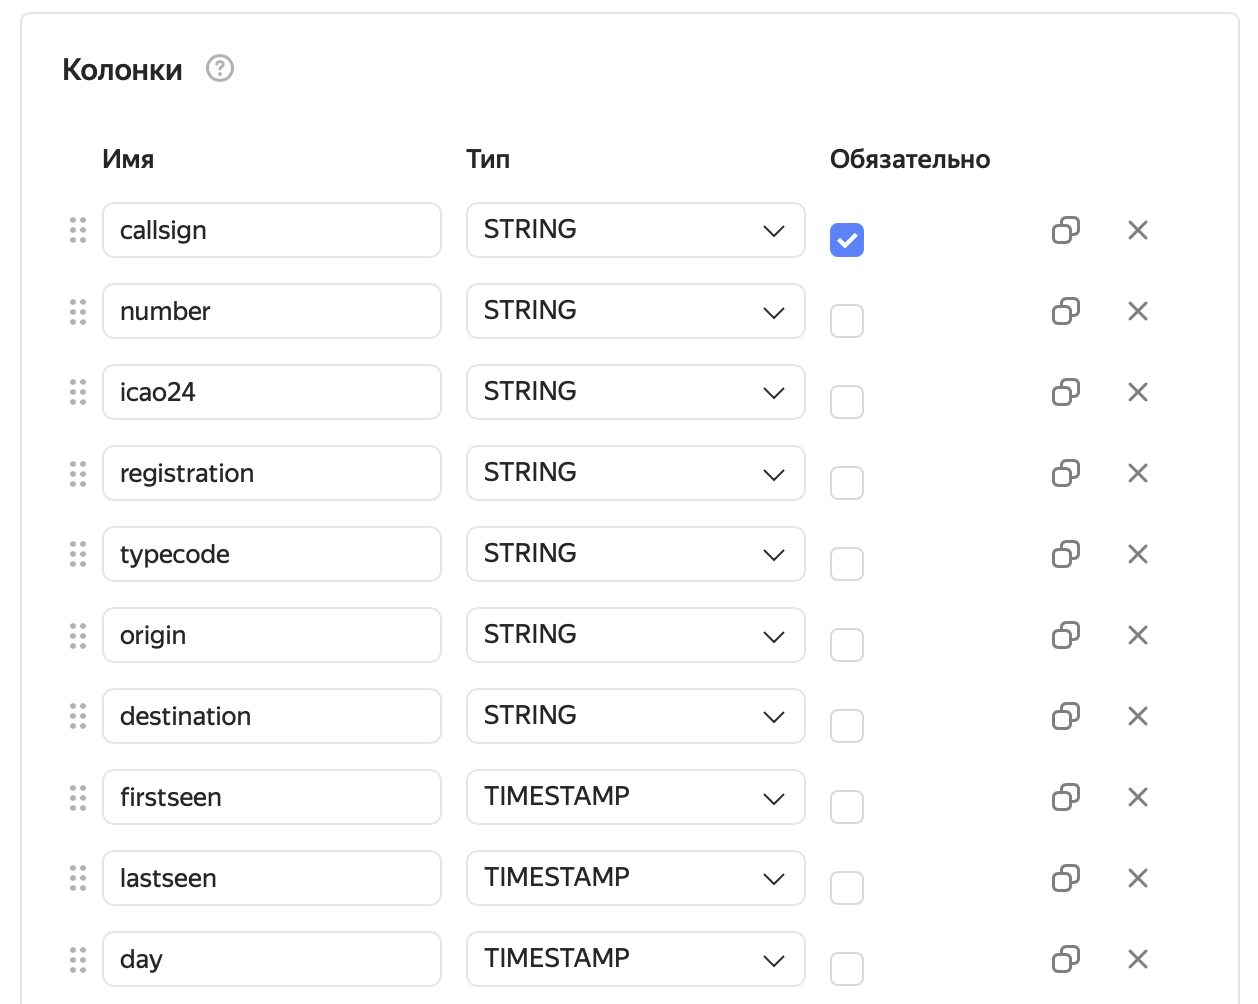 Колонки ?
Имя Тип Обязательно
callsign STRING
number STRING
icao24 STRING
registration STRING
typecode STRING
origin STRING
destination STRING
firstseen TIMESTAMP
lastseen TIMESTAMP
day TIMESTAMP